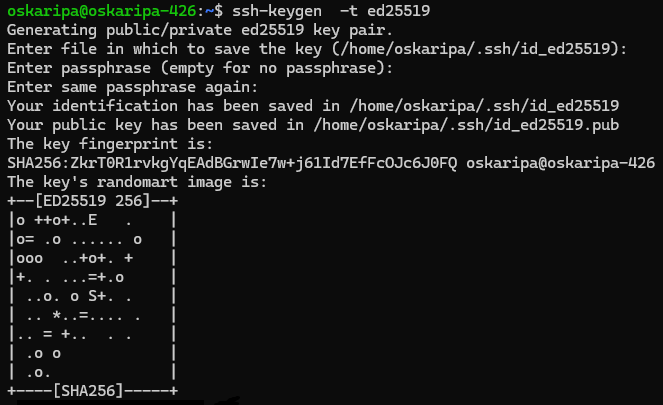 oskaripa@oskaripa-426:~$ ssh-keygen  -t ed25519
Generating public/private ed25519 key pair.
Enter file in which to save the key (/home/oskaripa/.ssh/id_ed25519):
Enter passphrase (empty for no passphrase):
Enter same passphrase again:
Your identification has been saved in /home/oskaripa/.ssh/id_ed25519
Your public key has been saved in /home/oskaripa/.ssh/id_ed25519.pub
The key fingerprint is:
SHA256:ZkrT0R1rvkgYqEAdBGrwIe7w+j61Id7EfFcOJc6J0FQ oskaripa@oskaripa-426
The key's randomart image is:
+--[ED25519 256]--+
|o ++o+..E   .    |
|o= .o ...... o   |
|ooo  ..+o+. +    |
|+. . ...=+.o     |
| ..o. o S+. .    |
| .. *..=.... .   |
|.. = +..  . .    |
| .o o            |
| .o.             |
+----[SHA256]-----+